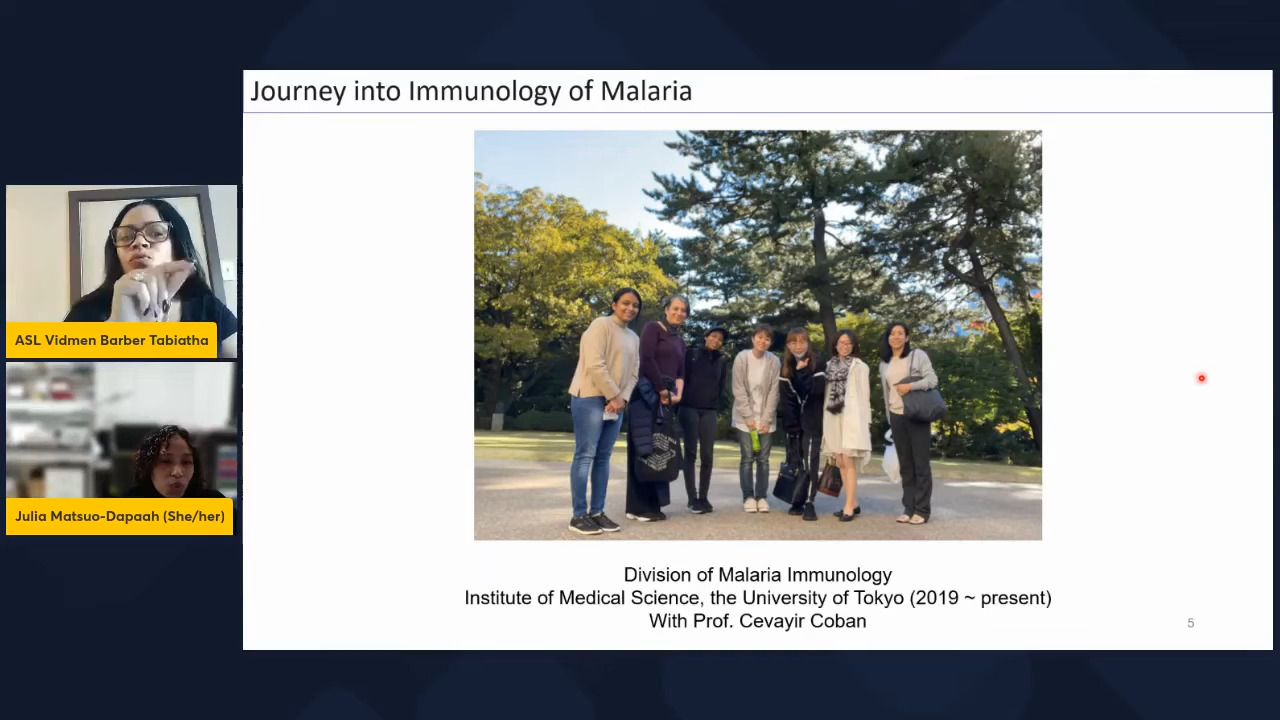 Journey into Immunology of Malaria
ASL Vidmen Barber Tabiatha
Julia Matsuo-Dapaah (She/her)
Division of Malaria Immunology
Institute of Medical Science, the University of Tokyo (2019 ~ present)
With Prof. Cevayir Coban
5